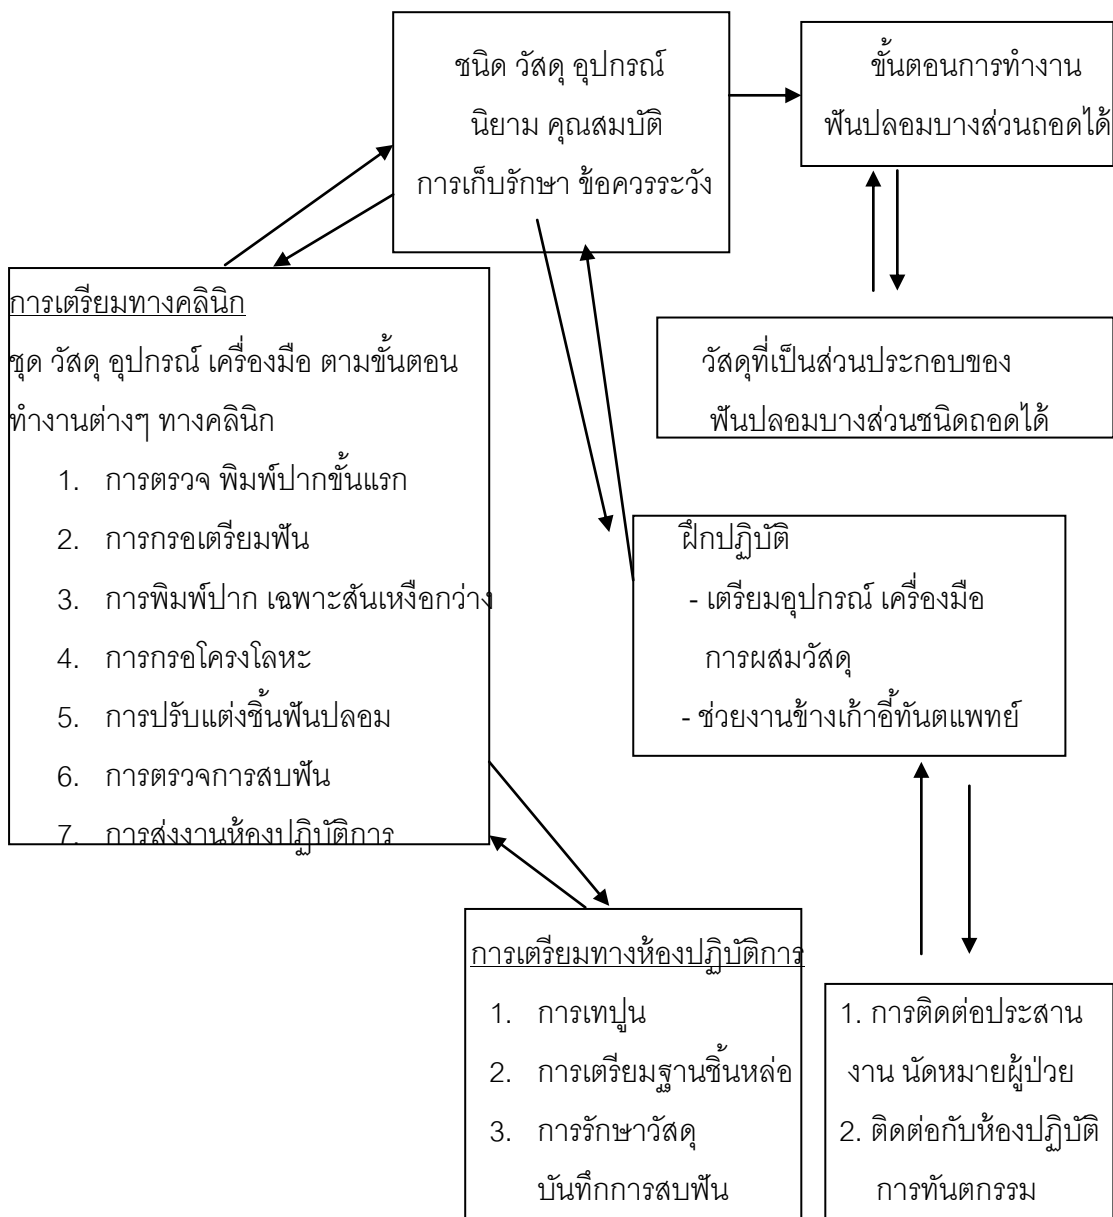 ชนิด วัสดุ อุปกรณ์
นิยาม คุณสมบัติ
การเก็บรักษา ข้อควรระวัง
ขั้นตอนการทำงาน
ฟันปลอมบางส่วนถอดได้
การเตรียมทางคลินิก
ชุด วัสดุ อุปกรณ์ เครื่องมือ ตามขั้นตอน
ทำงานต่างๆ ทางคลินิก
1. การตรวจ พิมพ์ปากขั้นแรก
2. การกรอเตรียมฟัน
3. การพิมพ์ปาก เฉพาะสันเหงือกว่าง
4. การกรอโครงโลหะ
5. การปรับแต่งชิ้นฟันปลอม
6. การตรวจการสบฟัน
7. การส่งงานห้องปฏิบัติการ
วัสดุที่เป็นส่วนประกอบของ
ฟันปลอมบางส่วนชนิดถอดได้
ฝึกปฏิบัติ
- เตรียมอุปกรณ์ เครื่องมือ
การผสมวัสดุ
- ช่วยงานข้างเก้าอี้ทันตแพทย์
การเตรียมทางห้องปฏิบัติการ
1. การเทปูน
2. การเตรียมฐานชิ้นหล่อ
3. การรักษาวัสดุ
บันทึกการสบฟัน
1. การติดต่อประสาน
งาน นัดหมายผู้ป่วย
2. ติดต่อกับห้องปฏิบัติ
การทันตกรรม